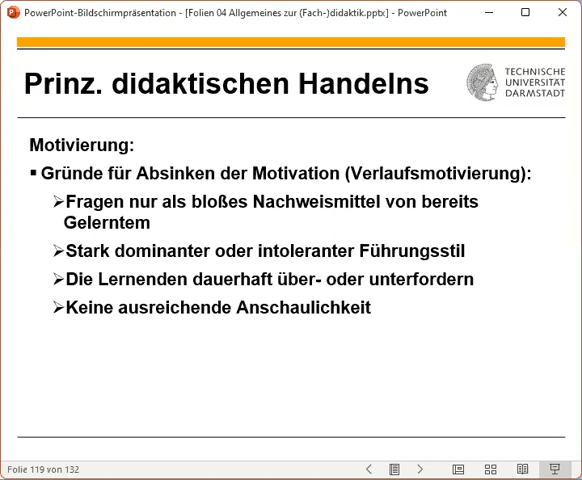 PowerPoint-Bildschirmpräsentation - [Folien 04 Allgemeines zur (Fach-)didaktik.pptx] - PowerPoint
Prinz. didaktischen Handelns
TECHNISCHE
UNIVERSITÄT
DARMSTADT
Motivierung:
▪ Gründe für Absinken der Motivation (Verlaufsmotivierung):
➢Fragen nur als bloßes Nachweismittel von bereits
Gelerntem
➢Stark dominanter oder intoleranter Führungsstil
➢Die Lernenden dauerhaft über- oder unterfordern
➢Keine ausreichende Anschaulichkeit
Folie 119 von 132